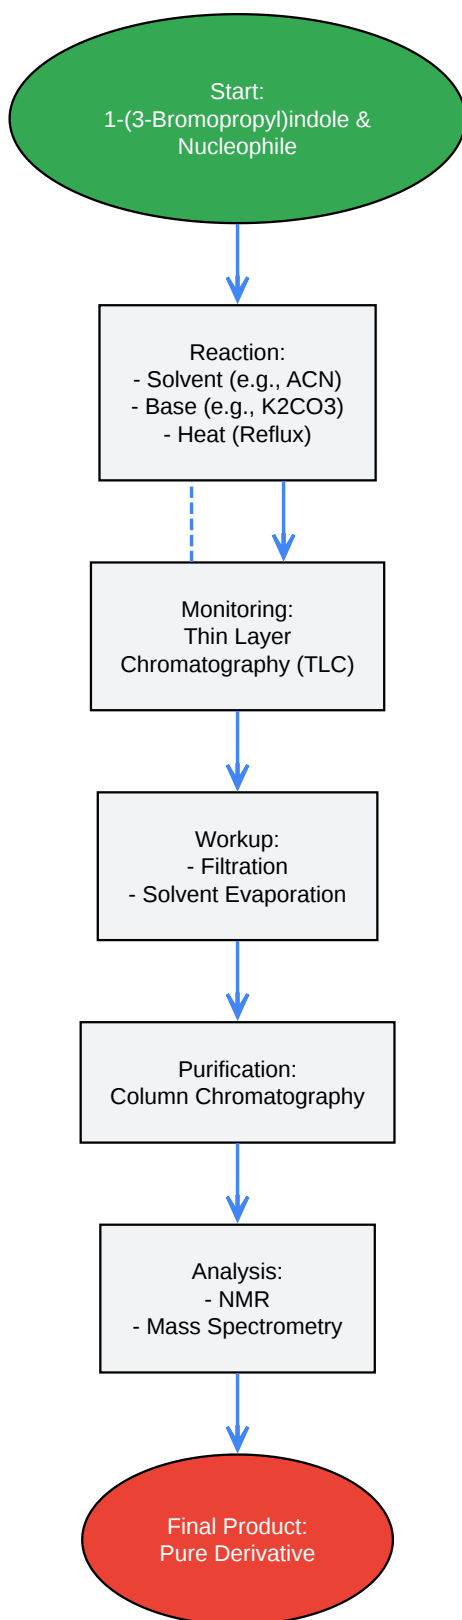 Start:
1-(3-Bromopropyl)indole &
Nucleophile
Reaction:
- Solvent (e.g., ACN)
- Base (e.g., K2CO3)
- Heat (Reflux)
Monitoring:
Thin Layer
Chromatography (TLC)
Workup:
- Filtration
- Solvent Evaporation
Purification:
Column Chromatography
Analysis:
- NMR
- Mass Spectrometry
Final Product:
Pure Derivative